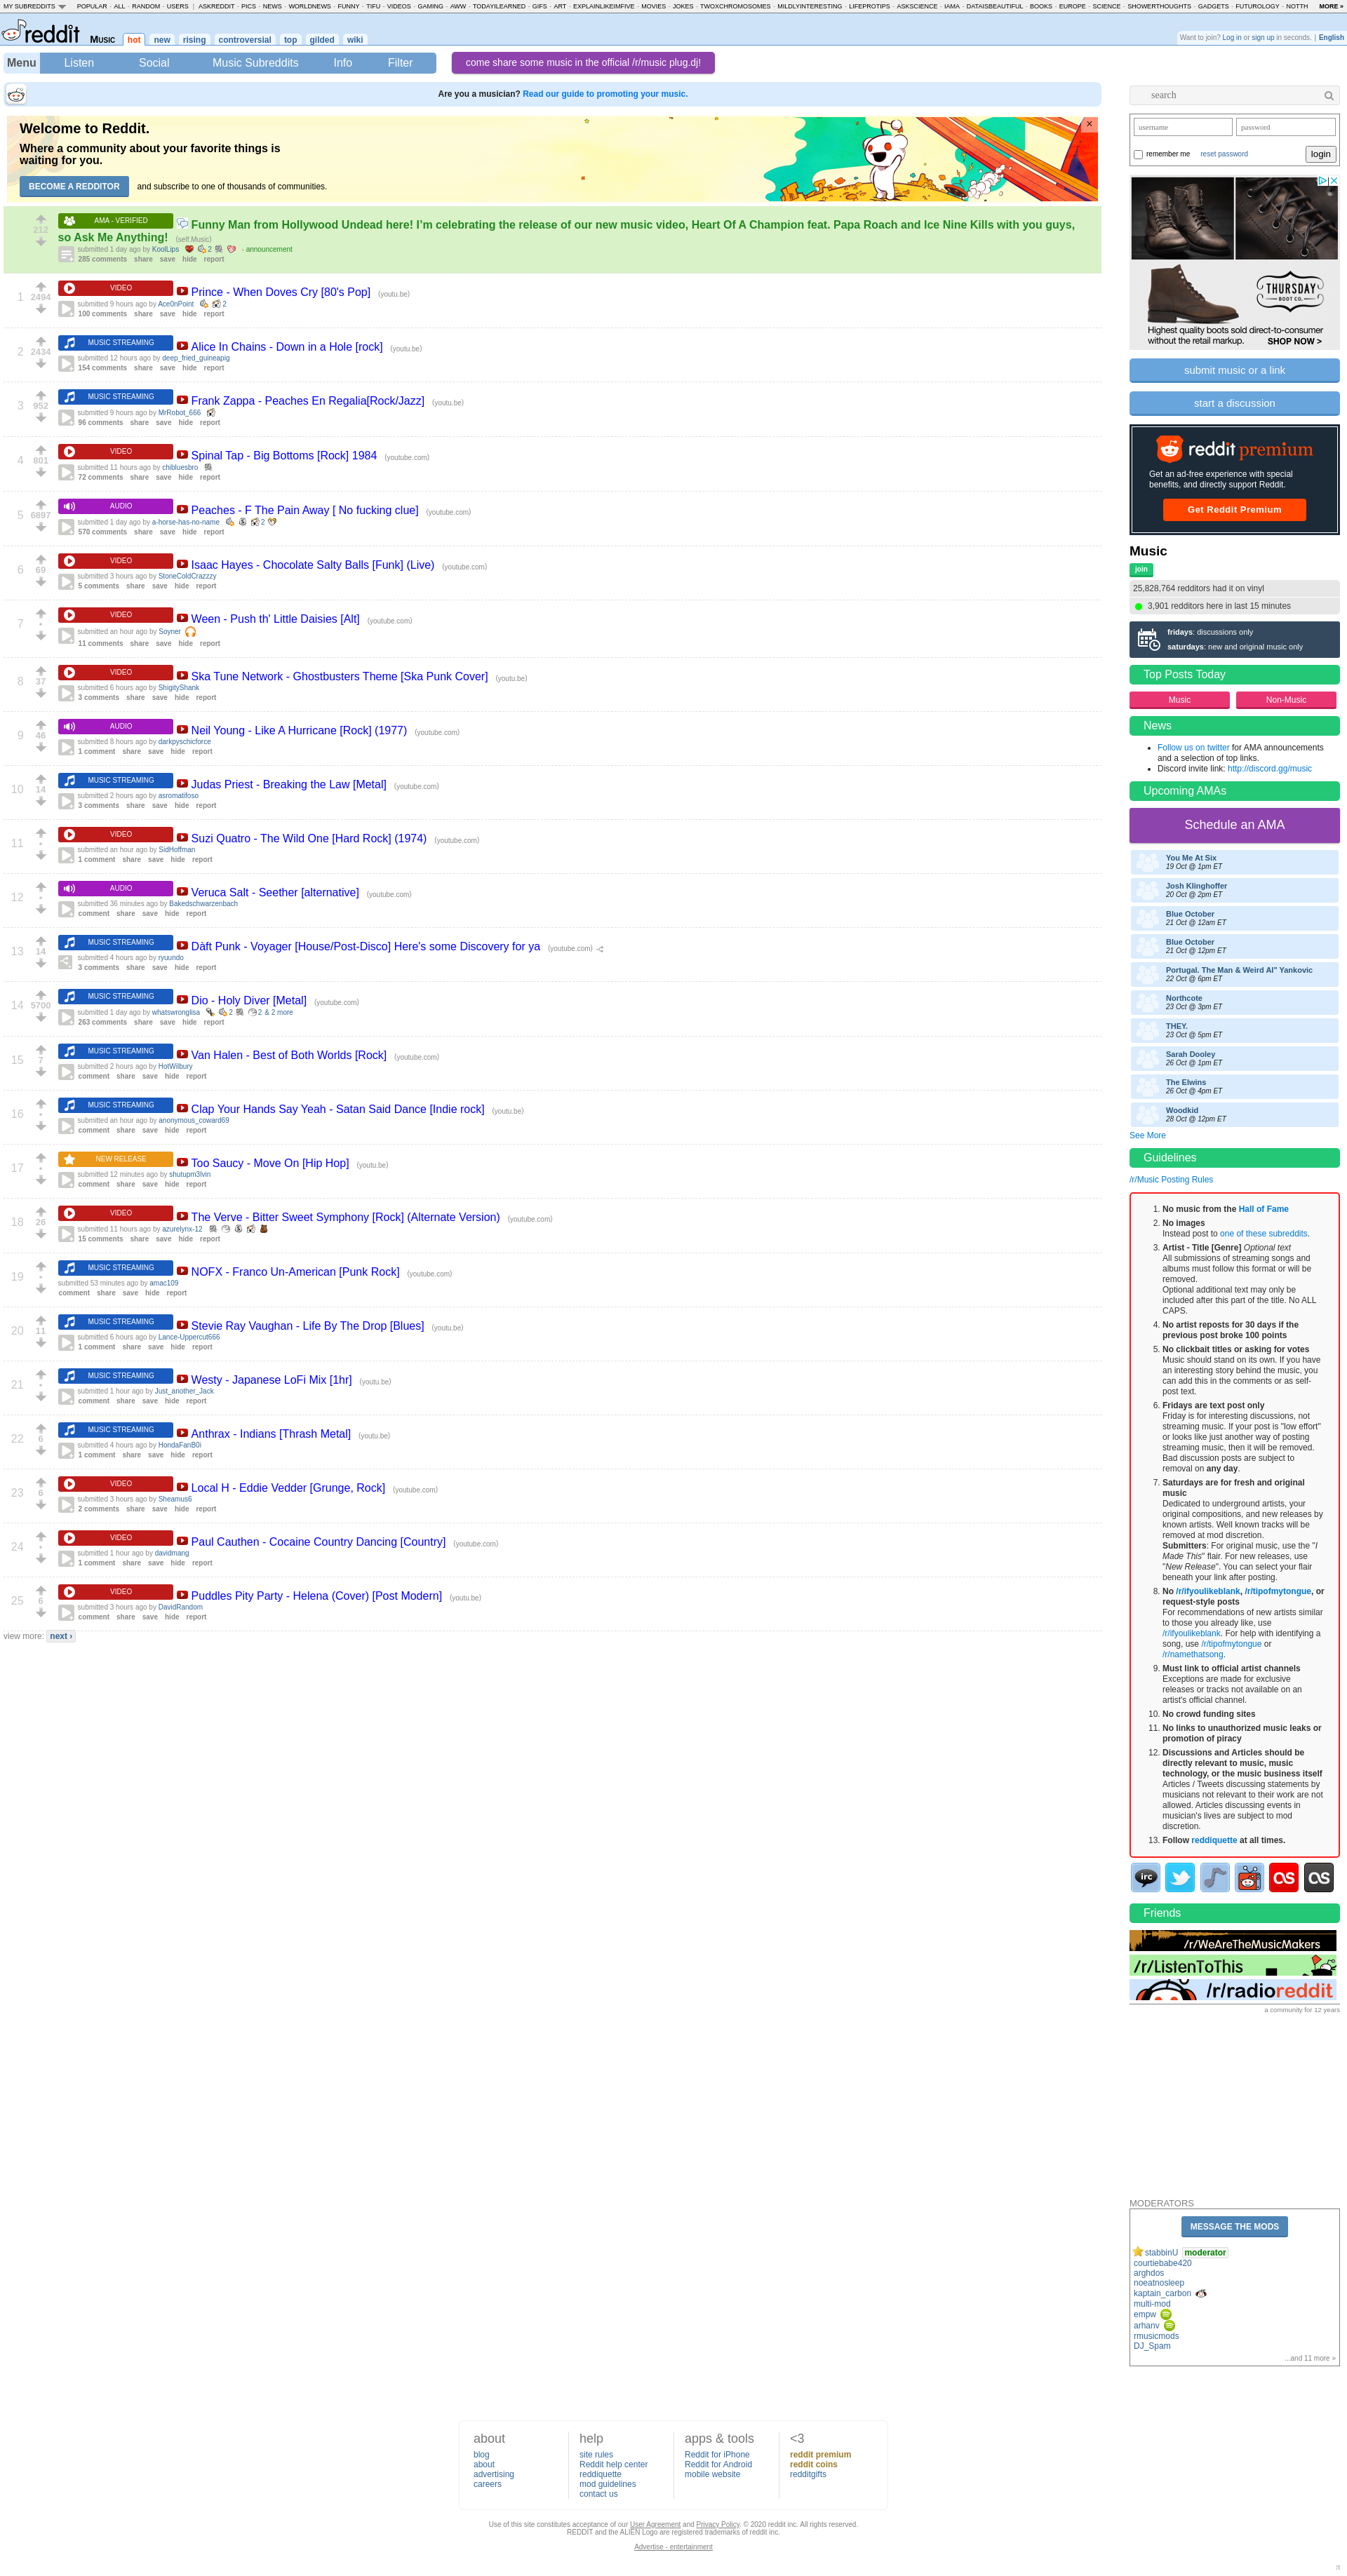 MY SUBREDDITS POPULAR - ALL - RANDOM - USERS | ASKREDDIT - PICS - NEWS - WORLDNEWS - FUNNY - TIFU - VIDEOS - GAMING - AWW - TODAYILEARNED - GIFS - ART - EXPLAINLIKEIMFIVE - MOVIES - JOKES - TWOXCHROMOSOMES - MILDLYINTERESTING - LIFEPROTIPS - ASKSCIENCE - IAMA - DATAISBEAUTIFUL - BOOKS - EUROPE - SCIENCE - SHOWERTHOUGHTS - GADGETS - FUTUROLOGY - NOTTH MORE »
reddit MUSIC hot new rising controversial top gilded wiki
Want to join? Log in or sign up in seconds. | English
Menu Listen Social Music Subreddits Info Filter
come share some music in the official /r/music plug.dj!
Are you a musician? Read our guide to promoting your music.
Welcome to Reddit.
Where a community about your favorite things is
waiting for you.
BECOME A REDDITOR and subscribe to one of thousands of communities.
×
212
AMA - VERIFIED Funny Man from Hollywood Undead here! I'm celebrating the release of our new music video, Heart Of A Champion feat. Papa Roach and Ice Nine Kills with you guys,
so Ask Me Anything! (self.Music)
submitted 1 day ago by KoolLips 2 - announcement
285 comments share save hide report
1 2494
VIDEO Prince - When Doves Cry [80's Pop] (youtu.be)
submitted 9 hours ago by Ace0nPoint 2
100 comments share save hide report
2 2434
MUSIC STREAMING Alice In Chains - Down in a Hole [rock] (youtu.be)
submitted 12 hours ago by deep_fried_guineapig
154 comments share save hide report
3 952
MUSIC STREAMING Frank Zappa - Peaches En Regalia[Rock/Jazz] (youtu.be)
submitted 9 hours ago by MrRobot_666
96 comments share save hide report
4 801
VIDEO Spinal Tap - Big Bottoms [Rock] 1984 (youtube.com)
submitted 11 hours ago by chibluesbro
72 comments share save hide report
5 6897
AUDIO Peaches - F The Pain Away [ No fucking clue] (youtube.com)
submitted 1 day ago by a-horse-has-no-name 2
570 comments share save hide report
6 69
VIDEO Isaac Hayes - Chocolate Salty Balls [Funk] (Live) (youtube.com)
submitted 3 hours ago by StoneColdCrazzzy
5 comments share save hide report
7 •
VIDEO Ween - Push th' Little Daisies [Alt] (youtube.com)
submitted an hour ago by Soyner
11 comments share save hide report
8 37
VIDEO Ska Tune Network - Ghostbusters Theme [Ska Punk Cover] (youtu.be)
submitted 6 hours ago by ShigityShank
3 comments share save hide report
9 46
AUDIO Neil Young - Like A Hurricane [Rock] (1977) (youtube.com)
submitted 8 hours ago by darkpyschicforce
1 comment share save hide report
10 14
MUSIC STREAMING Judas Priest - Breaking the Law [Metal] (youtube.com)
submitted 2 hours ago by asromatifoso
3 comments share save hide report
11 •
VIDEO Suzi Quatro - The Wild One [Hard Rock] (1974) (youtube.com)
submitted an hour ago by SidHoffman
1 comment share save hide report
12 •
AUDIO Veruca Salt - Seether [alternative] (youtube.com)
submitted 36 minutes ago by Bakedschwarzenbach
comment share save hide report
13 14
MUSIC STREAMING Dàft Punk - Voyager [House/Post-Disco] Here's some Discovery for ya (youtube.com)
submitted 4 hours ago by ryuundo
3 comments share save hide report
14 5700
MUSIC STREAMING Dio - Holy Diver [Metal] (youtube.com)
submitted 1 day ago by whatswronglisa 2 2 & 2 more
263 comments share save hide report
15 7
MUSIC STREAMING Van Halen - Best of Both Worlds [Rock] (youtube.com)
submitted 2 hours ago by HotWilbury
comment share save hide report
16 •
MUSIC STREAMING Clap Your Hands Say Yeah - Satan Said Dance [Indie rock] (youtu.be)
submitted an hour ago by anonymous_coward69
comment share save hide report
17 •
NEW RELEASE Too Saucy - Move On [Hip Hop] (youtu.be)
submitted 12 minutes ago by shutupm3lvin
comment share save hide report
18 26
VIDEO The Verve - Bitter Sweet Symphony [Rock] (Alternate Version) (youtube.com)
submitted 11 hours ago by azurelynx-12
15 comments share save hide report
19 •
MUSIC STREAMING NOFX - Franco Un-American [Punk Rock] (youtube.com)
submitted 53 minutes ago by amac109
comment share save hide report
20 11
MUSIC STREAMING Stevie Ray Vaughan - Life By The Drop [Blues] (youtu.be)
submitted 6 hours ago by Lance-Uppercut666
1 comment share save hide report
21 •
MUSIC STREAMING Westy - Japanese LoFi Mix [1hr] (youtu.be)
submitted 1 hour ago by Just_another_Jack
comment share save hide report
22 6
MUSIC STREAMING Anthrax - Indians [Thrash Metal] (youtu.be)
submitted 4 hours ago by HondaFanB0i
1 comment share save hide report
23 6
VIDEO Local H - Eddie Vedder [Grunge, Rock] (youtube.com)
submitted 3 hours ago by Sheamus6
2 comments share save hide report
24 •
VIDEO Paul Cauthen - Cocaine Country Dancing [Country] (youtube.com)
submitted 1 hour ago by davidmang
1 comment share save hide report
25 6
VIDEO Puddles Pity Party - Helena (Cover) [Post Modern] (youtu.be)
submitted 3 hours ago by DavidRandom
comment share save hide report
view more: next ›
search
username password
remember me reset password login
THURSDAY
BOOT CO.
Highest quality boots sold direct-to-consumer
without the retail markup. SHOP NOW >
submit music or a link
start a discussion
reddit premium
Get an ad-free experience with special
benefits, and directly support Reddit.
Get Reddit Premium
Music
join
25,828,764 redditors had it on vinyl
3,901 redditors here in last 15 minutes
fridays: discussions only
saturdays: new and original music only
Top Posts Today
Music Non-Music
News
• Follow us on twitter for AMA announcements
and a selection of top links.
• Discord invite link: http://discord.gg/music
Upcoming AMAs
Schedule an AMA
You Me At Six
19 Oct @ 1pm ET
Josh Klinghoffer
20 Oct @ 2pm ET
Blue October
21 Oct @ 12am ET
Blue October
21 Oct @ 12pm ET
Portugal. The Man & Weird Al" Yankovic
22 Oct @ 6pm ET
Northcote
23 Oct @ 3pm ET
THEY.
23 Oct @ 5pm ET
Sarah Dooley
26 Oct @ 1pm ET
The Elwins
26 Oct @ 4pm ET
Woodkid
28 Oct @ 12pm ET
See More
Guidelines
/r/Music Posting Rules
1. No music from the Hall of Fame
2. No images
Instead post to one of these subreddits.
3. Artist - Title [Genre] Optional text
All submissions of streaming songs and
albums must follow this format or will be
removed.
Optional additional text may only be
included after this part of the title. No ALL
CAPS.
4. No artist reposts for 30 days if the
previous post broke 100 points
5. No clickbait titles or asking for votes
Music should stand on its own. If you have
an interesting story behind the music, you
can add this in the comments or as self-
post text.
6. Fridays are text post only
Friday is for interesting discussions, not
streaming music. If your post is "low effort"
or looks like just another way of posting
streaming music, then it will be removed.
Bad discussion posts are subject to
removal on any day.
7. Saturdays are for fresh and original
music
Dedicated to underground artists, your
original compositions, and new releases by
known artists. Well known tracks will be
removed at mod discretion.
Submitters: For original music, use the "I
Made This" flair. For new releases, use
"New Release". You can select your flair
beneath your link after posting.
8. No /r/ifyoulikeblank, /r/tipofmytongue, or
request-style posts
For recommendations of new artists similar
to those you already like, use
/r/ifyoulikeblank. For help with identifying a
song, use /r/tipofmytongue or
/r/namethatsong.
9. Must link to official artist channels
Exceptions are made for exclusive
releases or tracks not available on an
artist's official channel.
10. No crowd funding sites
11. No links to unauthorized music leaks or
promotion of piracy
12. Discussions and Articles should be
directly relevant to music, music
technology, or the music business itself
Articles / Tweets discussing statements by
musicians not relevant to their work are not
allowed. Articles discussing events in
musician's lives are subject to mod
discretion.
13. Follow reddiquette at all times.
irc
Friends
/r/WeAreTheMusicMakers
/r/ListenToThis
/r/radioreddit
a community for 12 years
MODERATORS
MESSAGE THE MODS
stabbinU moderator
courtiebabe420
arghdos
noeatnosleep
kaptain_carbon
multi-mod
empw
arhanv
rmusicmods
DJ_Spam
...and 11 more »
about
blog
about
advertising
careers
help
site rules
Reddit help center
reddiquette
mod guidelines
contact us
apps & tools
Reddit for iPhone
Reddit for Android
mobile website
<3
reddit premium
reddit coins
redditgifts
Use of this site constitutes acceptance of our User Agreement and Privacy Policy. © 2020 reddit inc. All rights reserved.
REDDIT and the ALIEN Logo are registered trademarks of reddit inc.
Advertise - entertainment
π